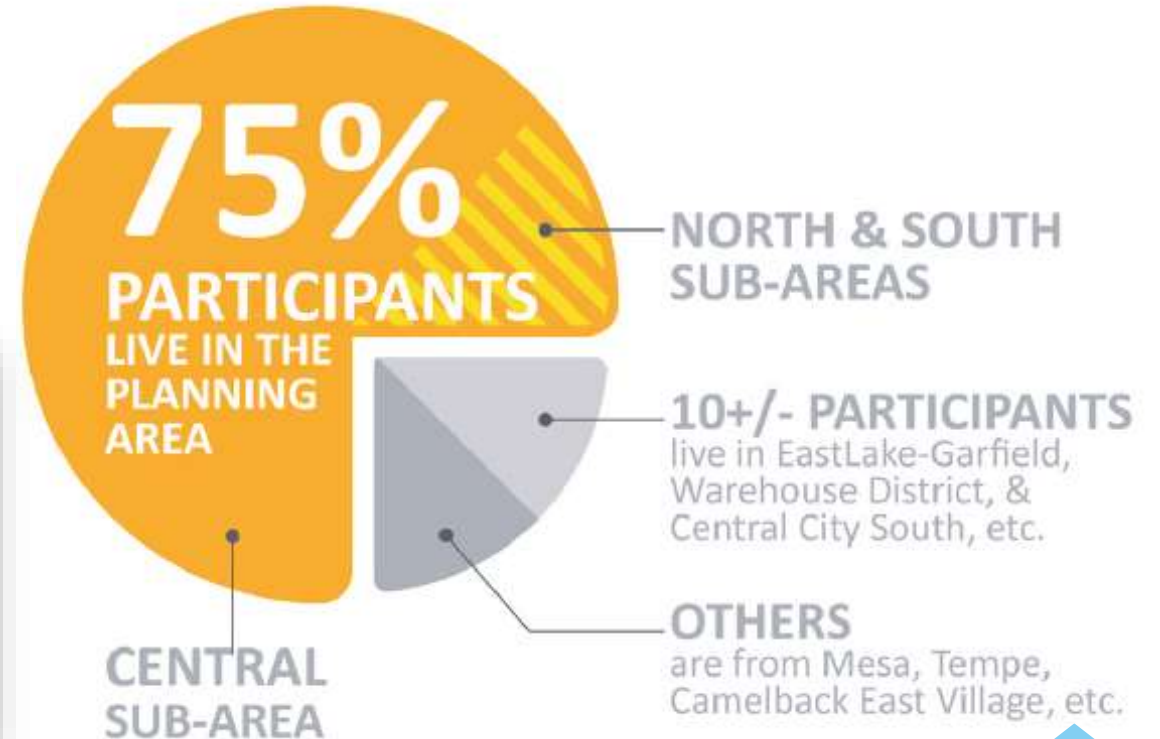 75%
PARTICIPANTS
LIVE IN THE
PLANNING
AREA
NORTH & SOUTH
SUB-AREAS
10+/- PARTICIPANTS
live in EastLake-Garfield,
Warehouse District, &
Central City South, etc.
OTHERS
are from Mesa, Tempe,
Camelback East Village, etc.
CENTRAL
SUB-AREA